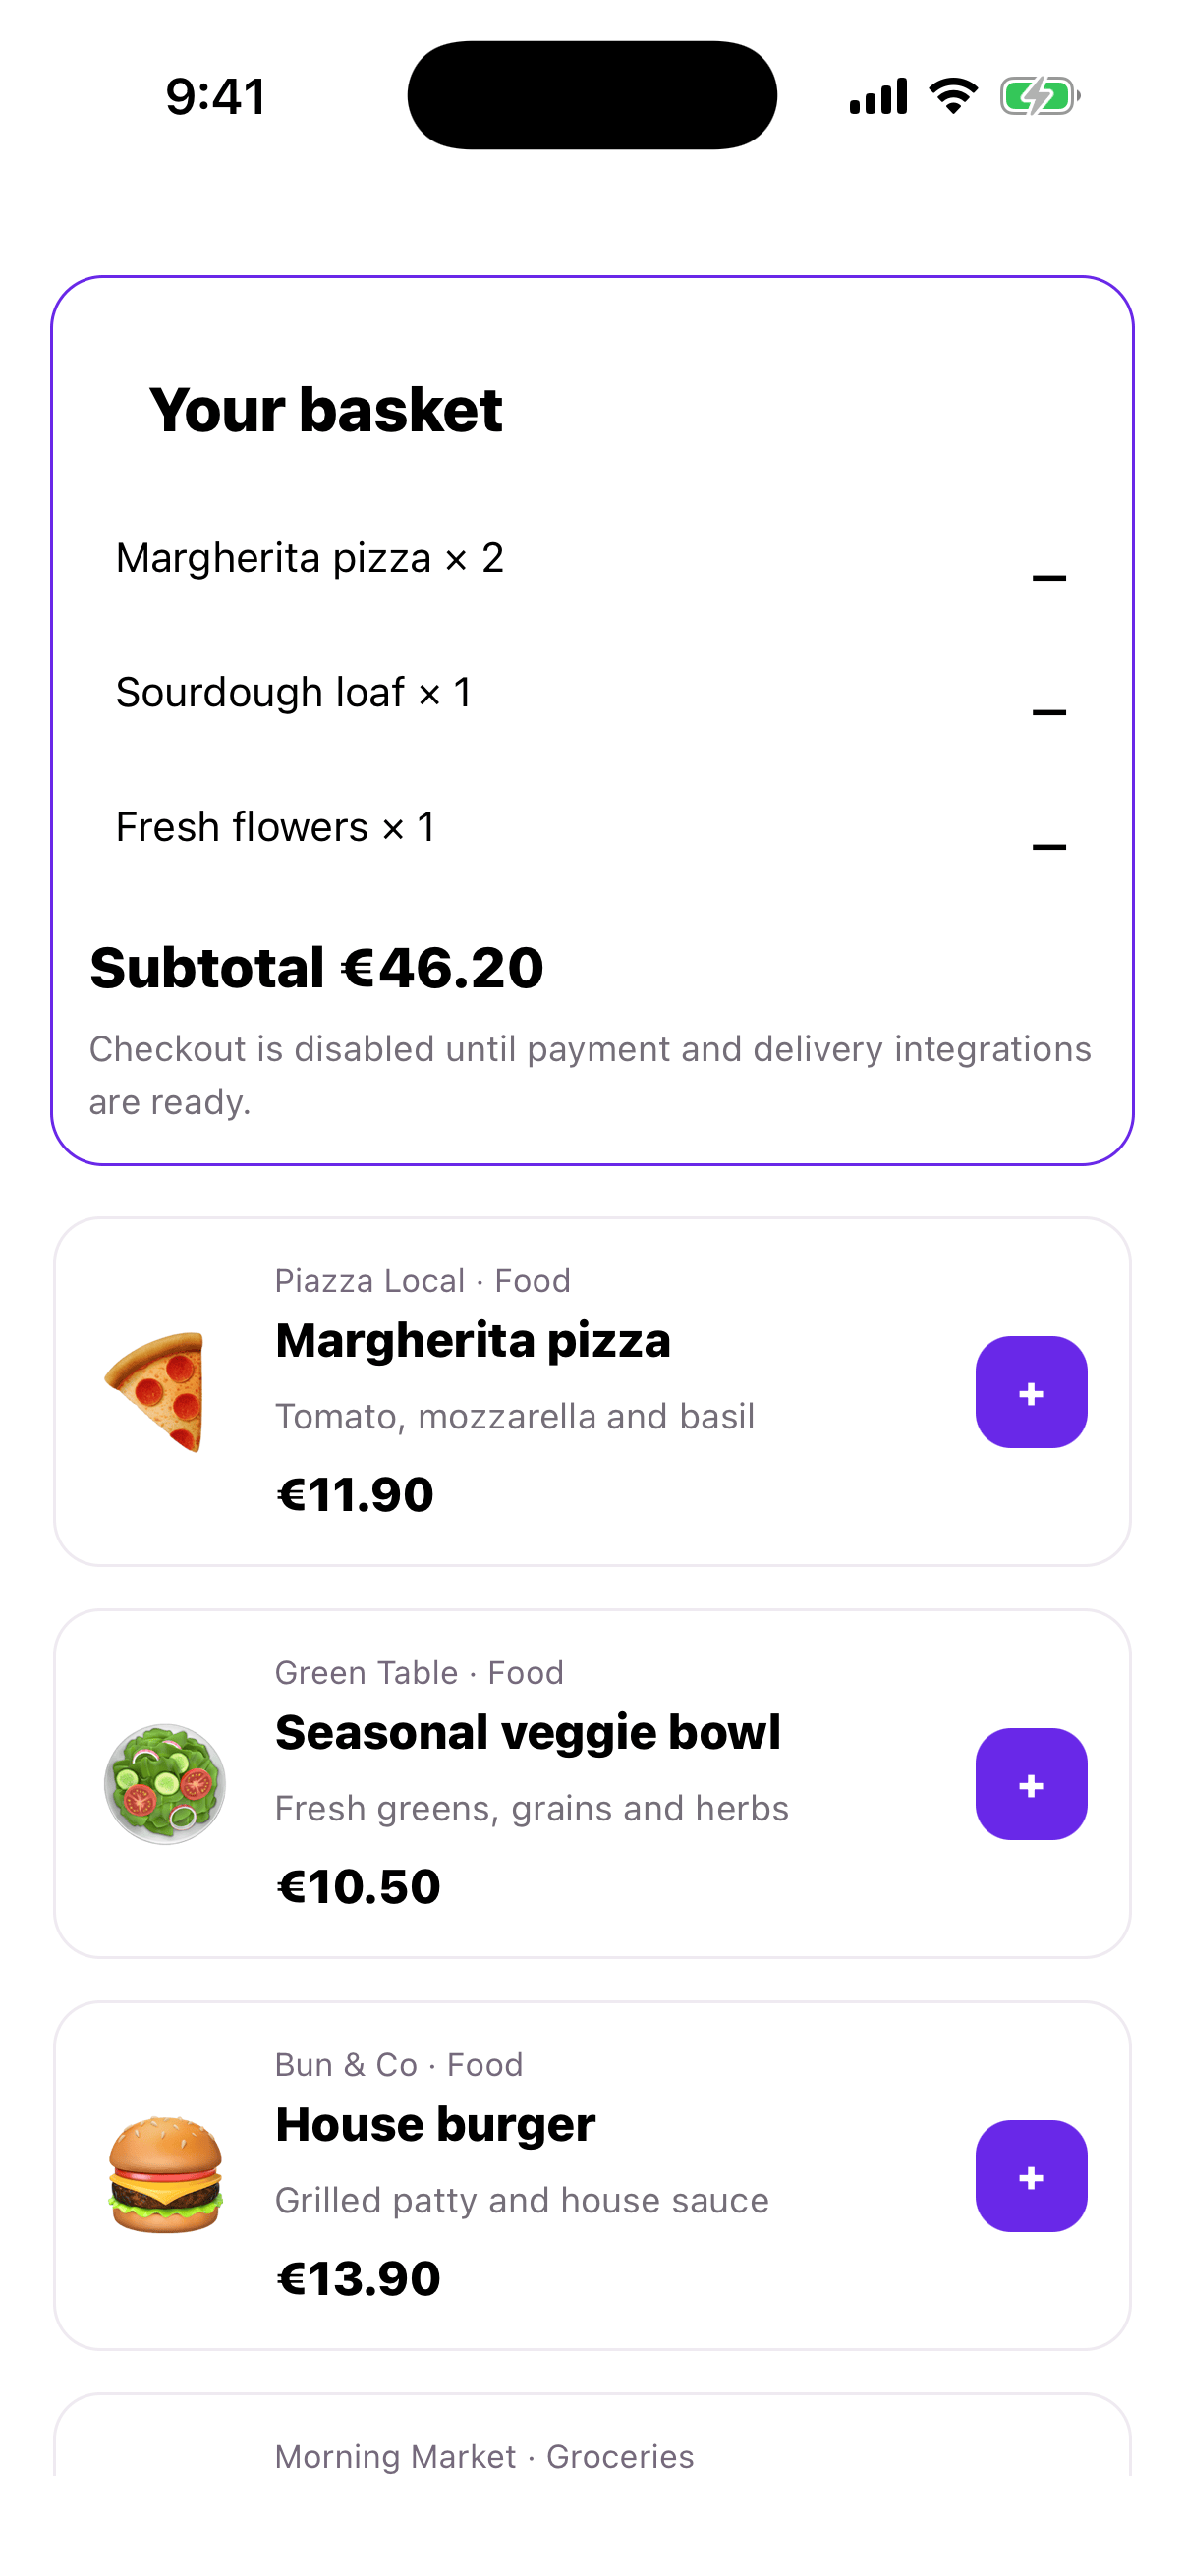 9:41
Your basket
Margherita pizza × 2
–
Sourdough loaf × 1
–
Fresh flowers × 1
–
Subtotal €46.20
Checkout is disabled until payment and delivery integrations
are ready.
Piazza Local · Food
Margherita pizza
Tomato, mozzarella and basil
€11.90
+
Green Table · Food
Seasonal veggie bowl
Fresh greens, grains and herbs
€10.50
+
Bun & Co · Food
House burger
Grilled patty and house sauce
€13.90
+
Morning Market · Groceries